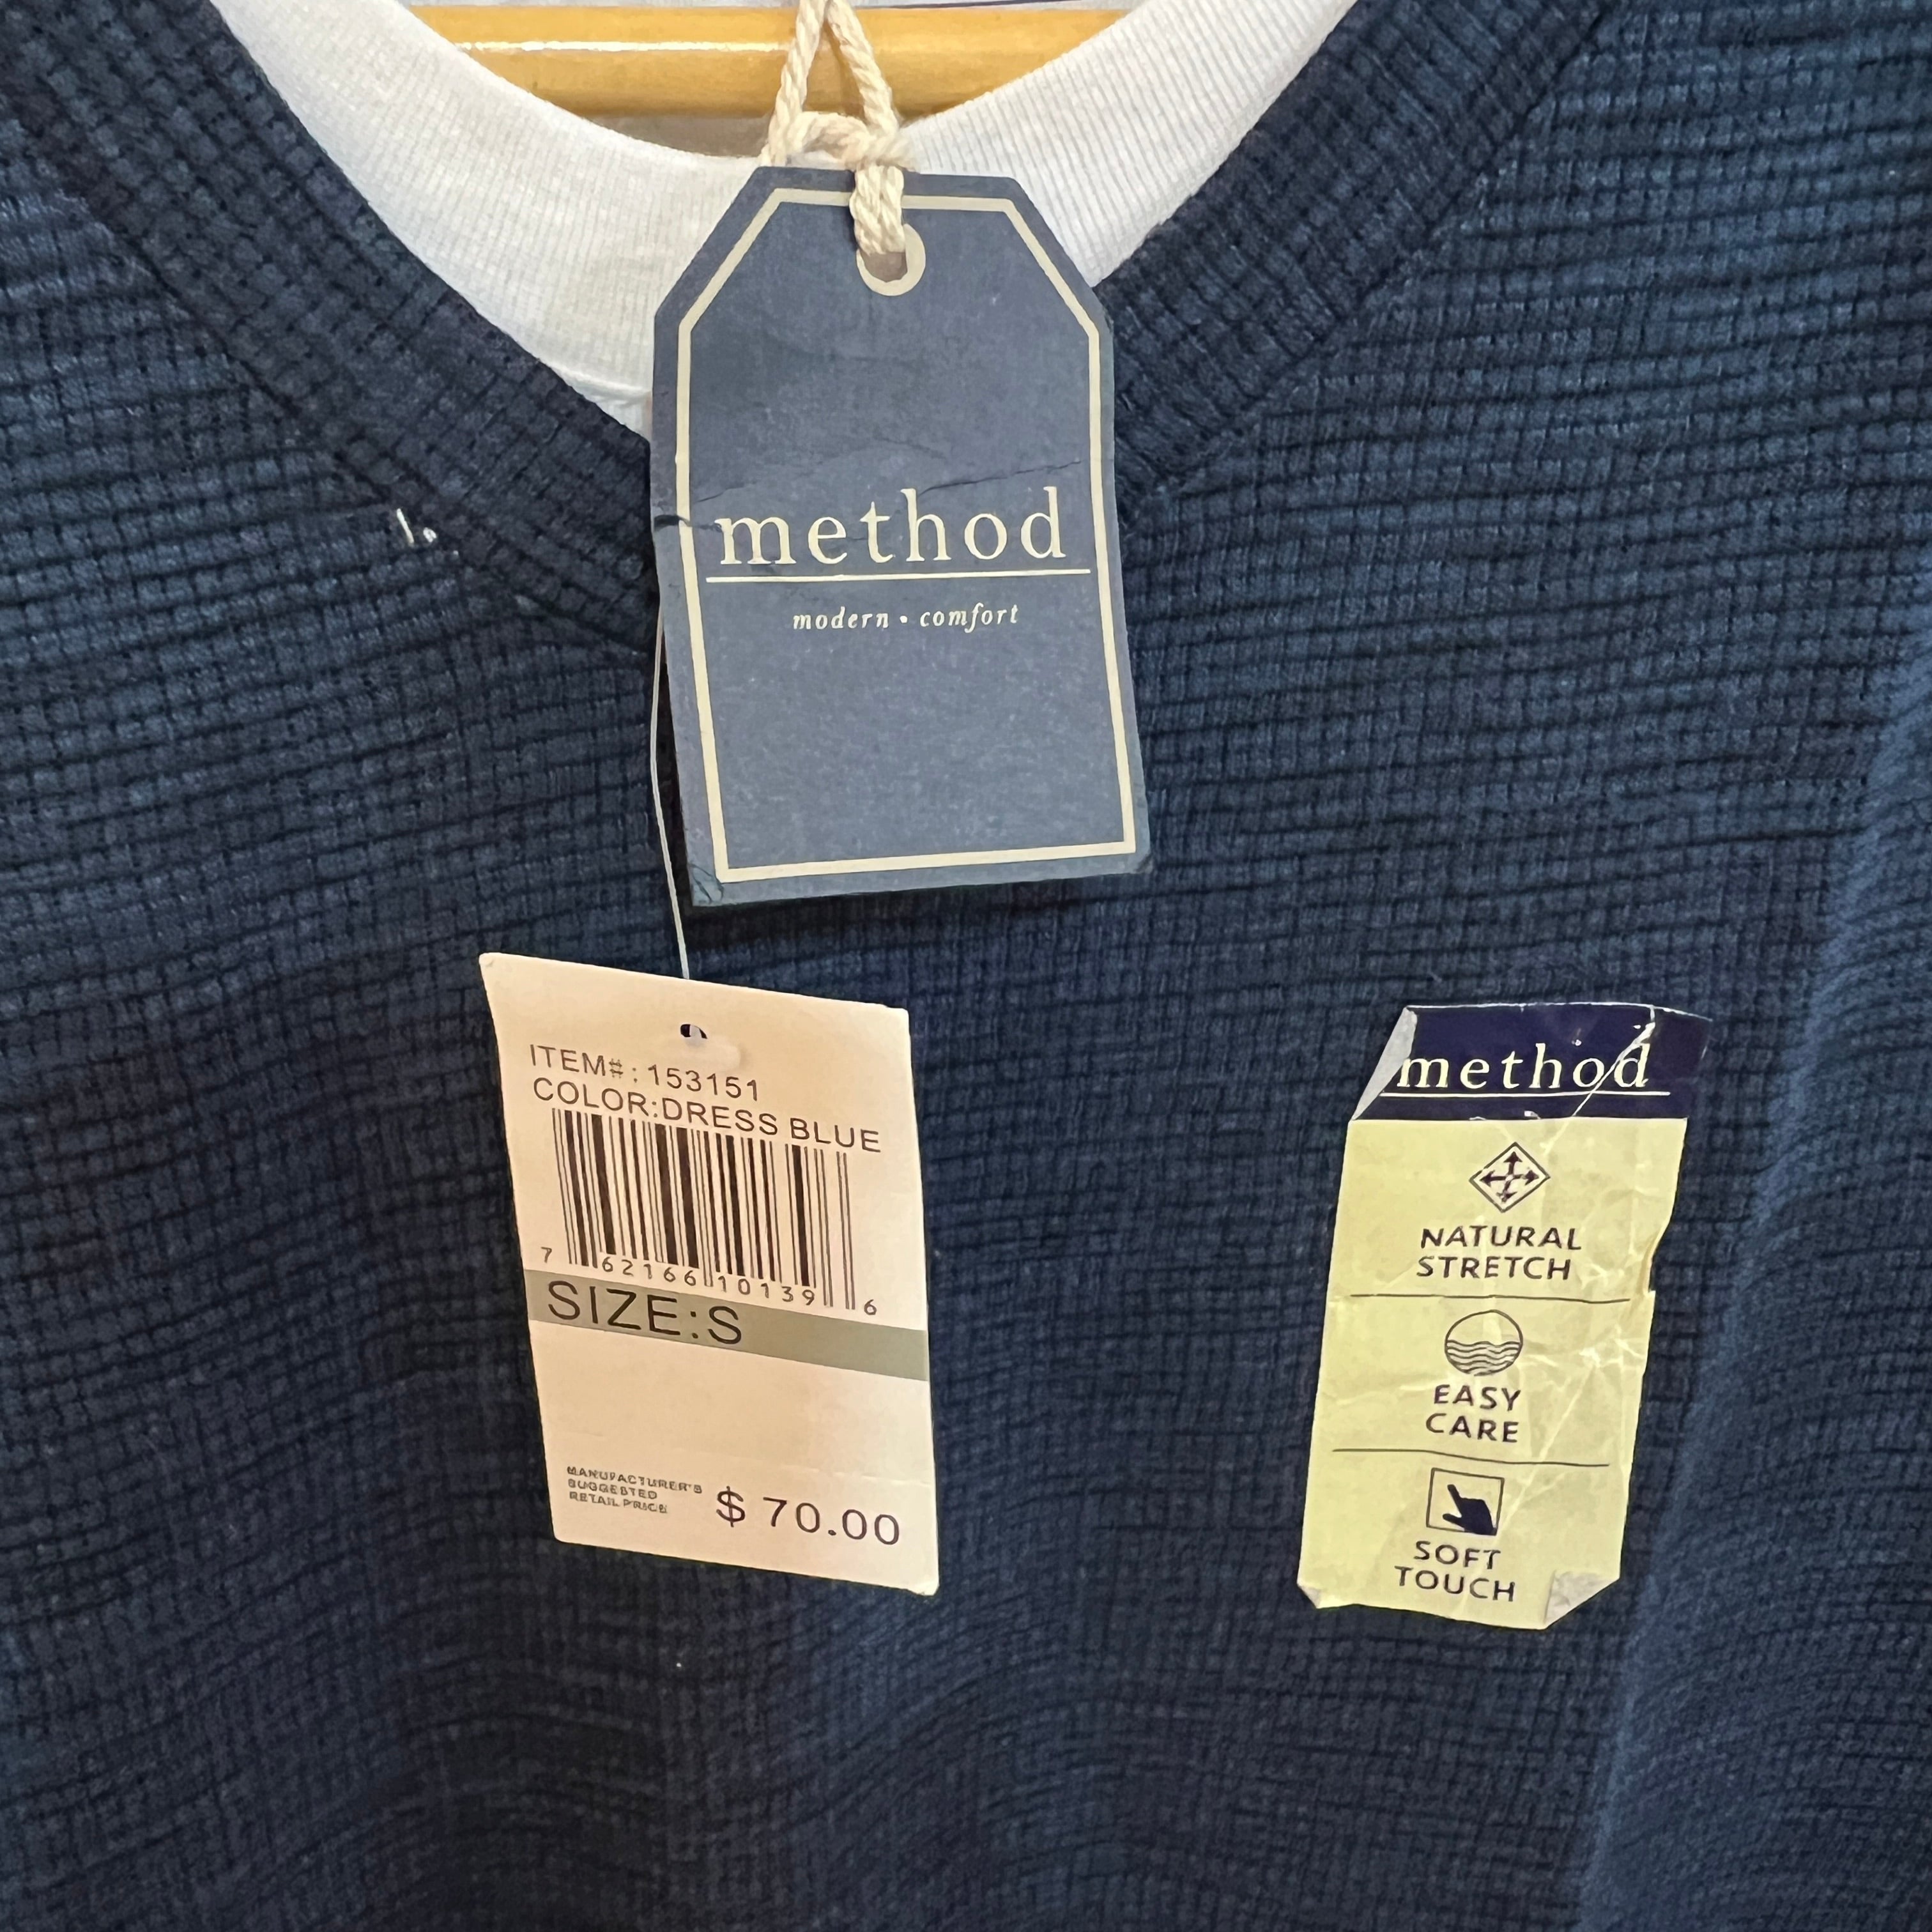 method
modern • comfort
ITEM#: 153151
COLOR:DRESS BLUE
7 62166 10139 6
SIZE:S
MANUFACTURER'S
SUGGESTED
RETAIL PRICE
$ 70.00
method
NATURAL
STRETCH
EASY
CARE
SOFT
TOUCH